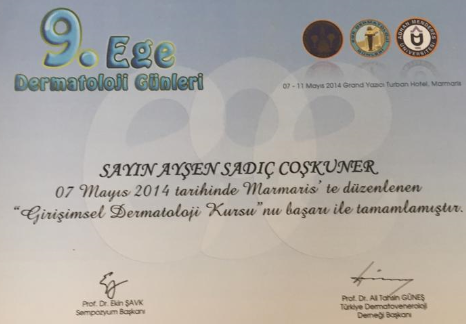 9. Ege
Dermatoloji Günleri
07 - 11 Mayıs 2014 Grand Yazıcı Turban Hotel, Marmaris
SAYIN AYŞEN SADIÇ COŞKUNER
07 Mayıs 2014 tarihinde Marmaris' te düzenlenen
"Girişimsel Dermatoloji Kursu"nu başarı ile tamamlamıştır.
Prof. Dr. Ekin ŞAVK
Sempozyum Başkanı
Prof. Dr. Ali Tahsin GÜNEŞ
Türkiye Dermatoveneroloji
Derneği Başkanı